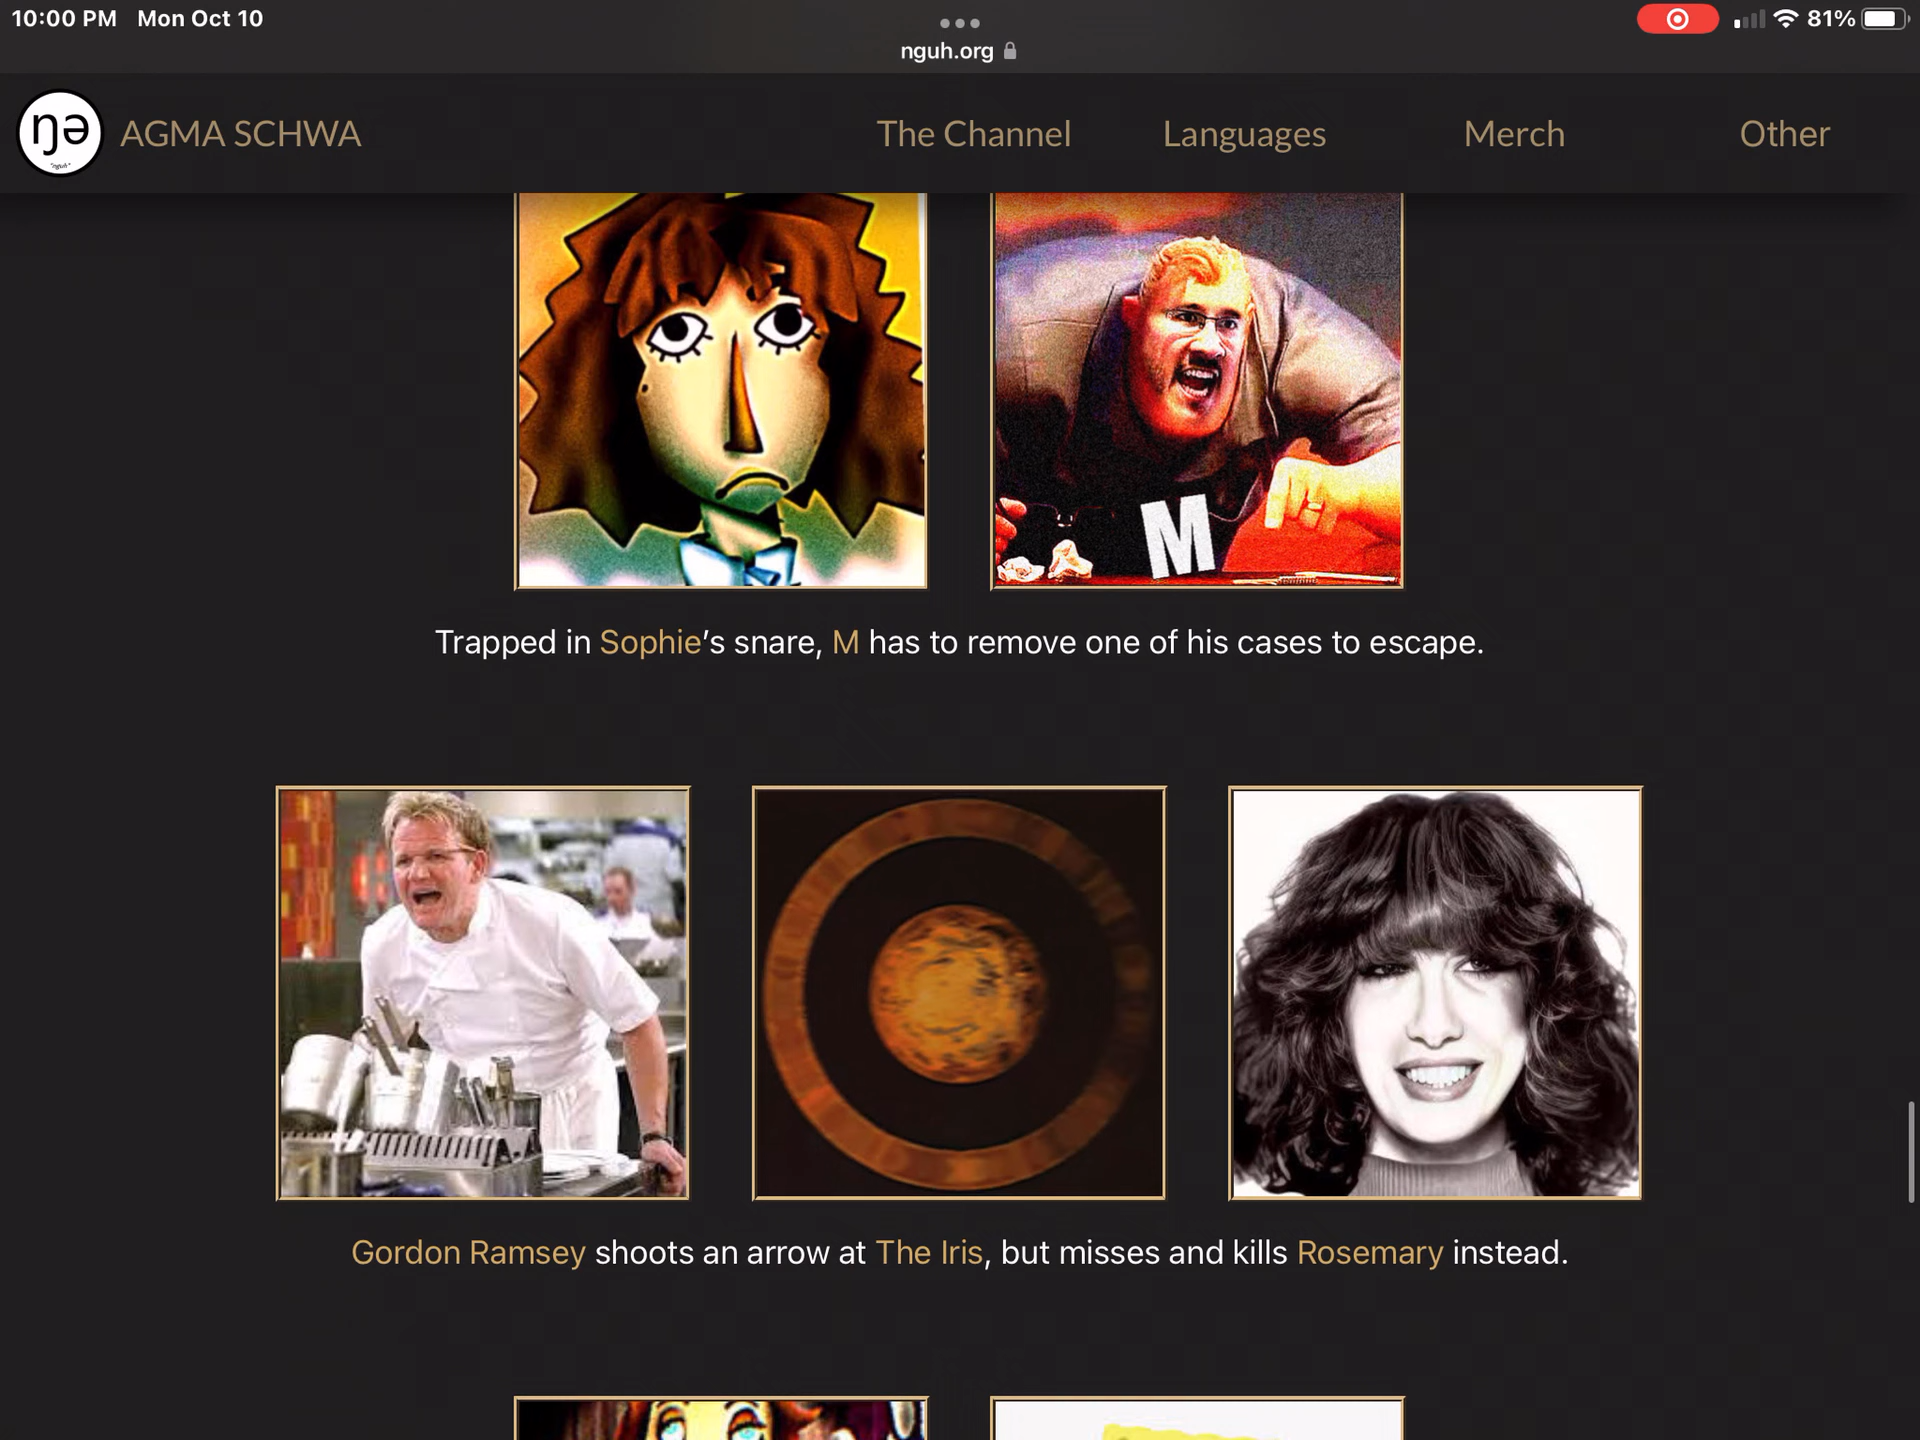 10:00 PM Mon Oct 10
81%
nguh.org
ŋə
AGMA SCHWA
The Channel
Languages
Merch
Other
M
Trapped in Sophie’s snare, M has to remove one of his cases to escape.
Gordon Ramsey shoots an arrow at The Iris, but misses and kills Rosemary instead.